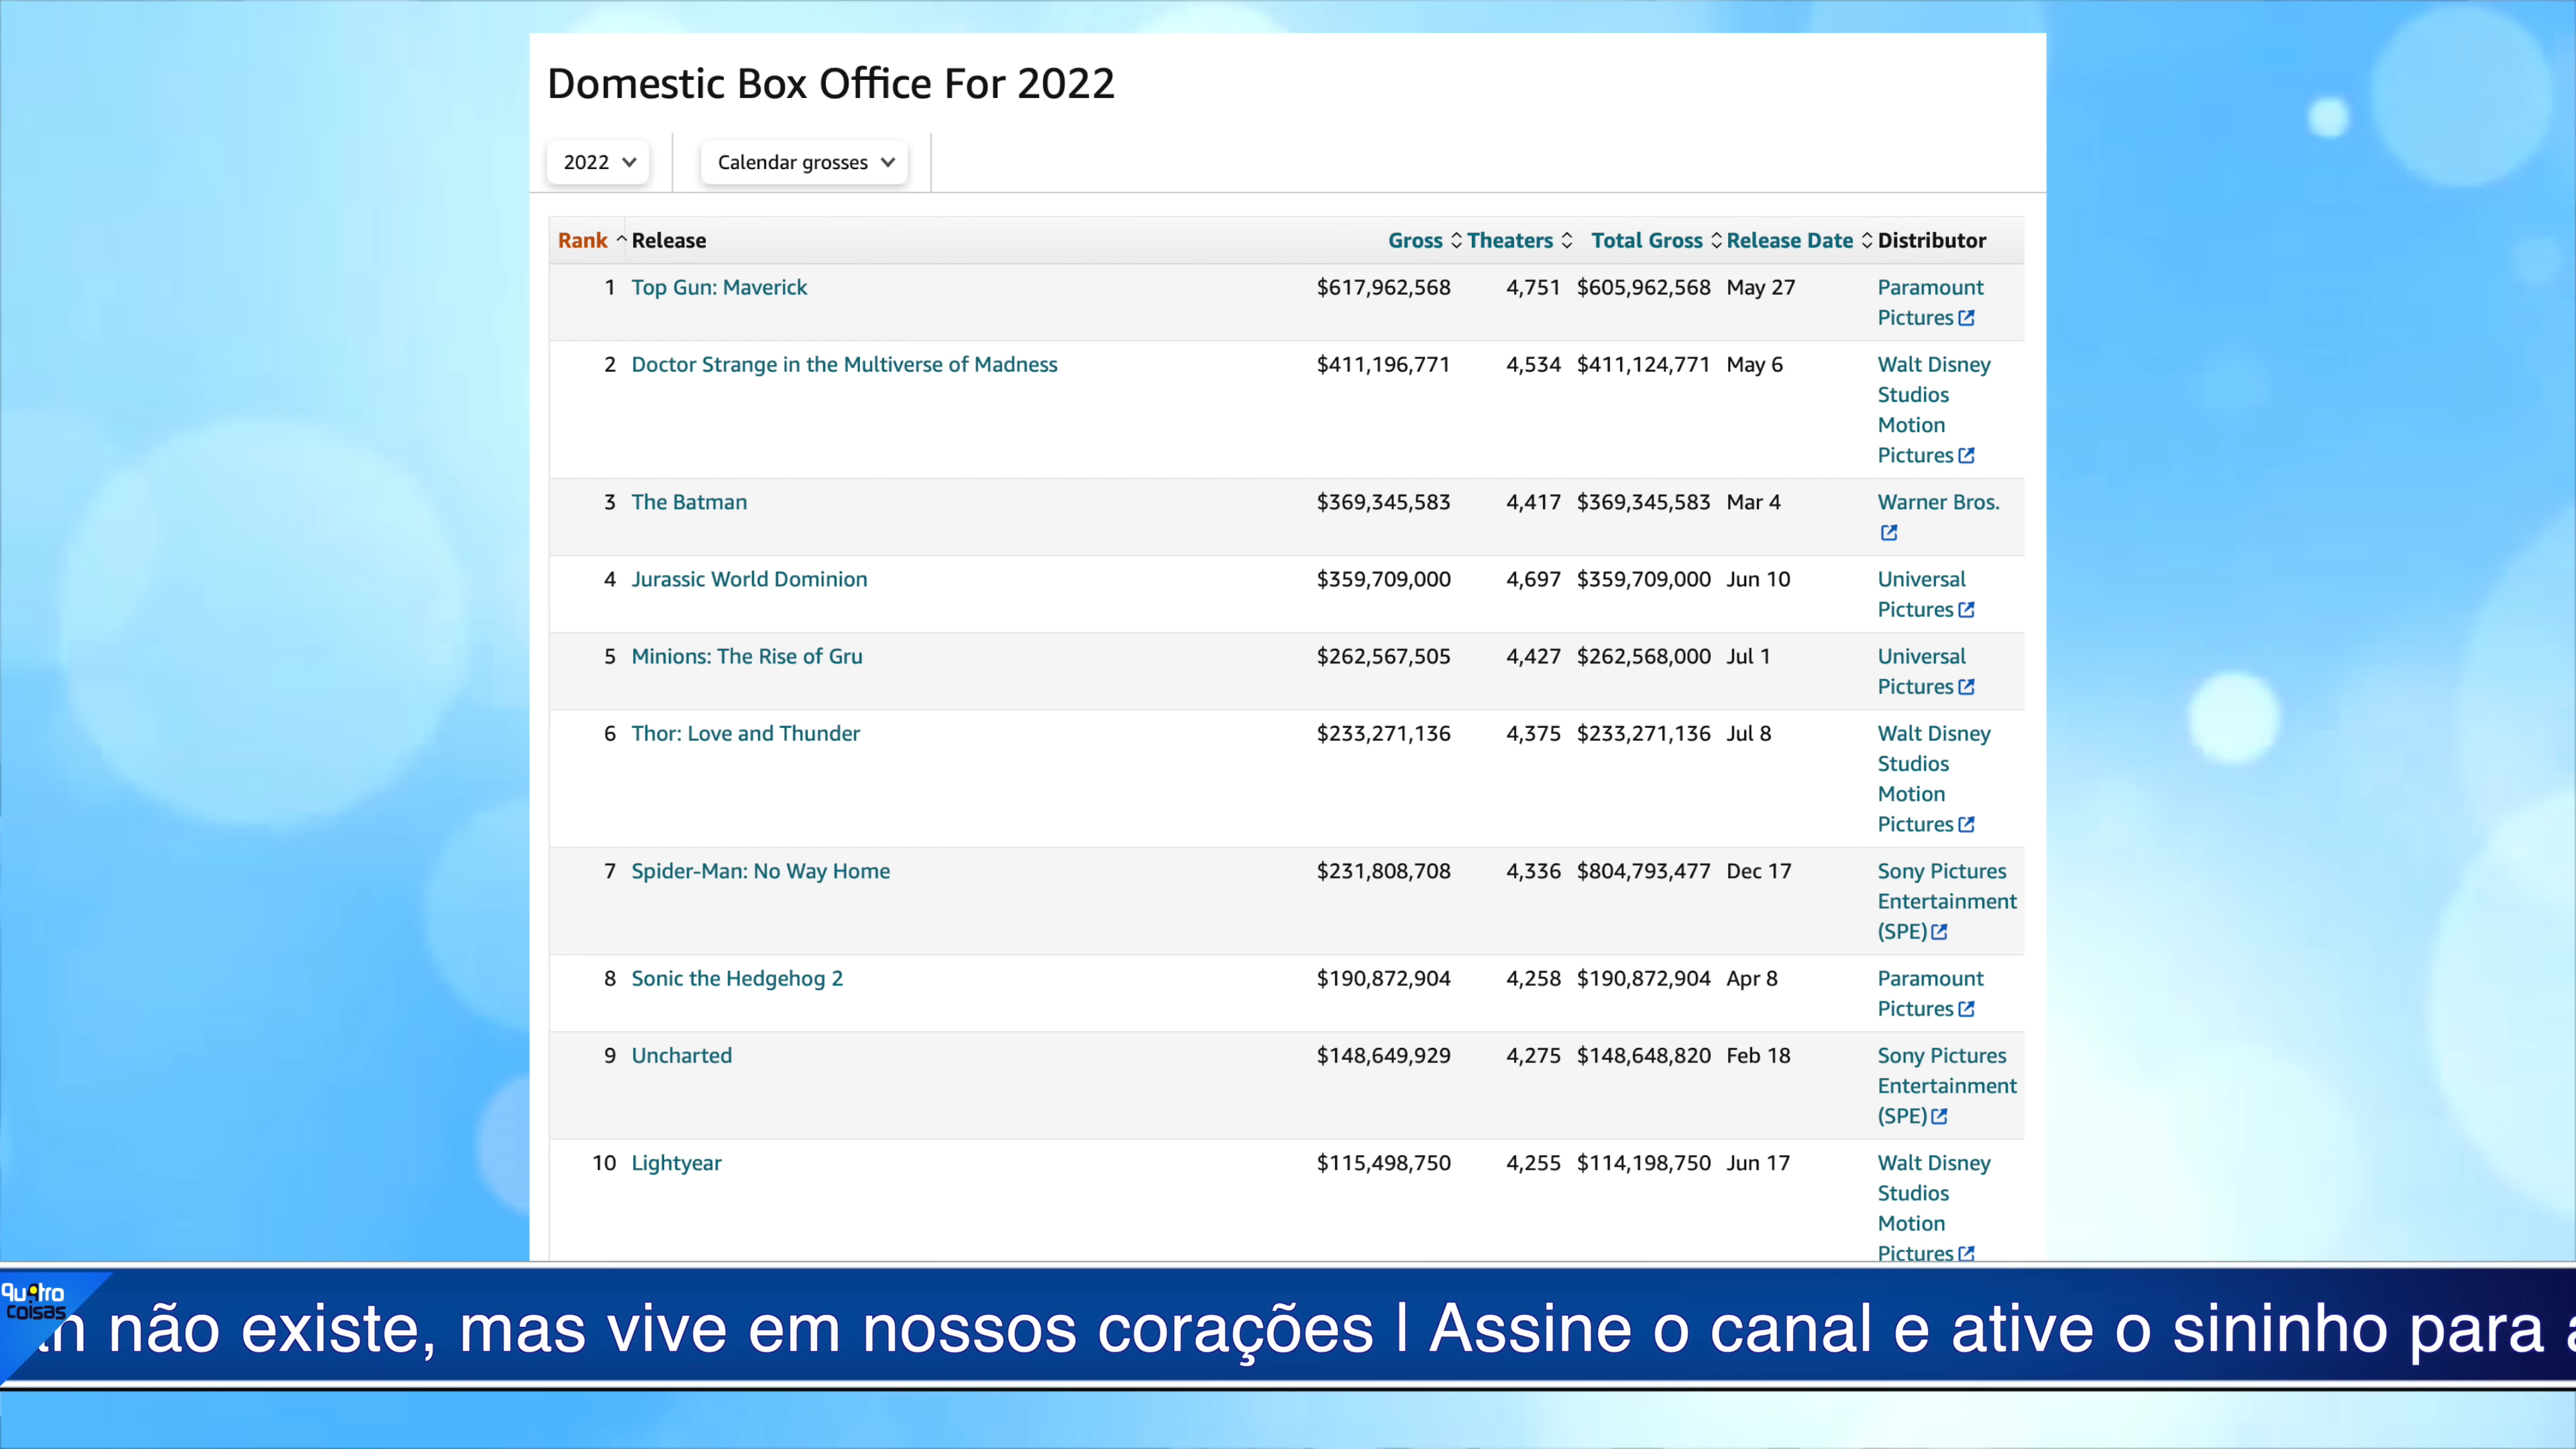 Domestic Box Office For 2022
2022
Calendar grosses
Rank Release Gross Theaters Total Gross Release Date Distributor
1 Top Gun: Maverick $617,962,568 4,751 $605,962,568 May 27 Paramount
Pictures
2 Doctor Strange in the Multiverse of Madness $411,196,771 4,534 $411,124,771 May 6 Walt Disney
Studios
Motion
Pictures
3 The Batman $369,345,583 4,417 $369,345,583 Mar 4 Warner Bros.
4 Jurassic World Dominion $359,709,000 4,697 $359,709,000 Jun 10 Universal
Pictures
5 Minions: The Rise of Gru $262,567,505 4,427 $262,568,000 Jul 1 Universal
Pictures
6 Thor: Love and Thunder $233,271,136 4,375 $233,271,136 Jul 8 Walt Disney
Studios
Motion
Pictures
7 Spider-Man: No Way Home $231,808,708 4,336 $804,793,477 Dec 17 Sony Pictures
Entertainment
(SPE)
8 Sonic the Hedgehog 2 $190,872,904 4,258 $190,872,904 Apr 8 Paramount
Pictures
9 Uncharted $148,649,929 4,275 $148,648,820 Feb 18 Sony Pictures
Entertainment
(SPE)
10 Lightyear $115,498,750 4,255 $114,198,750 Jun 17 Walt Disney
Studios
Motion
Pictures
quatro
coisas
não existe, mas vive em nossos corações | Assine o canal e ative o sininho para